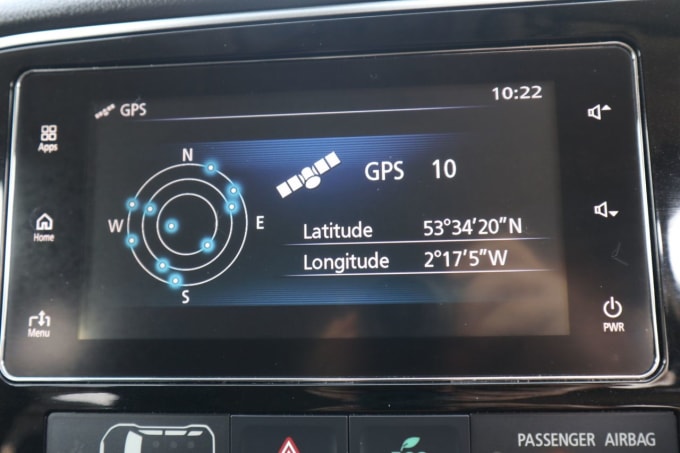 GPS
10:22
Apps
N
GPS 10
W
E
Latitude 53°34'20"N
Home
Longitude 2°17'5"W
S
Menu
PWR
PASSENGER AIRBAG